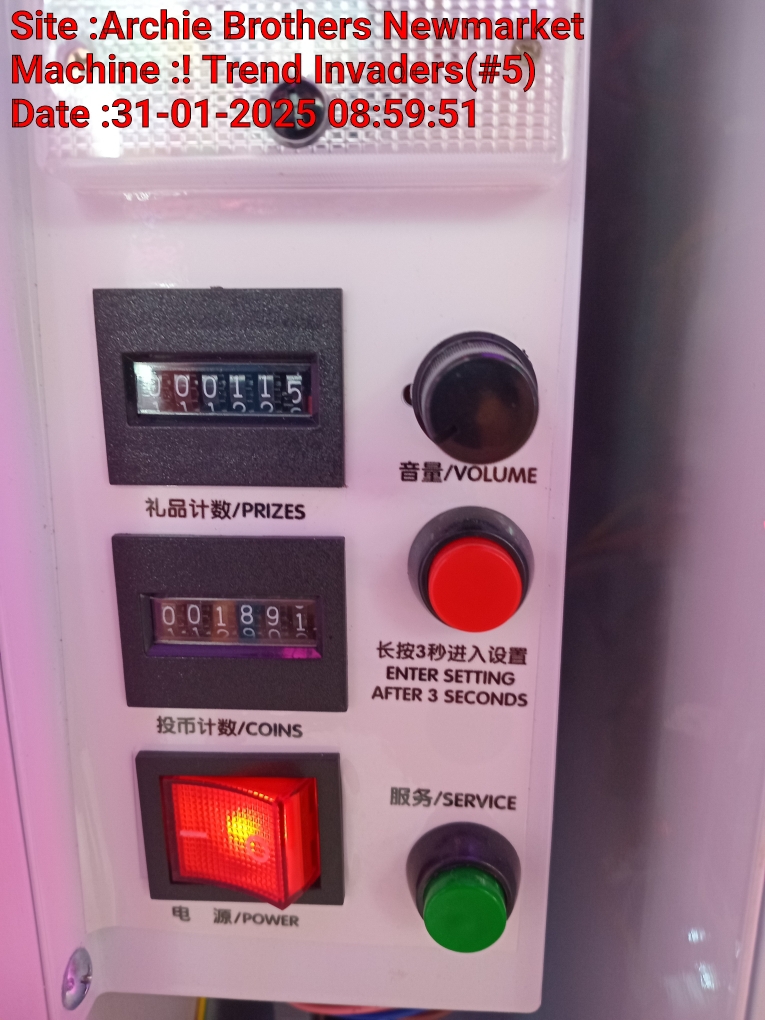 Site :Archie Brothers Newmarket
Machine :! Trend Invaders(#5)
Date :31-01-2025 08:59:51
000115
音量/VOLUME
礼品计数/PRIZES
001891
长按3秒进入设置
ENTER SETTING
AFTER 3 SECONDS
投币计数/COINS
服务/SERVICE
电 源/POWER